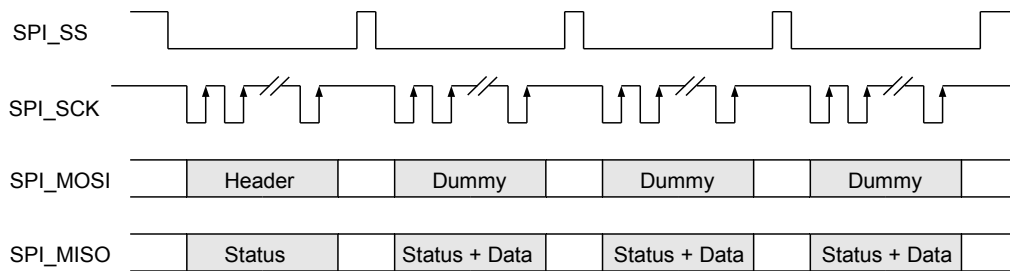 SPI_SS
SPI_SCK
SPI_MOSI Header Dummy Dummy Dummy
SPI_MISO Status Status + Data Status + Data Status + Data